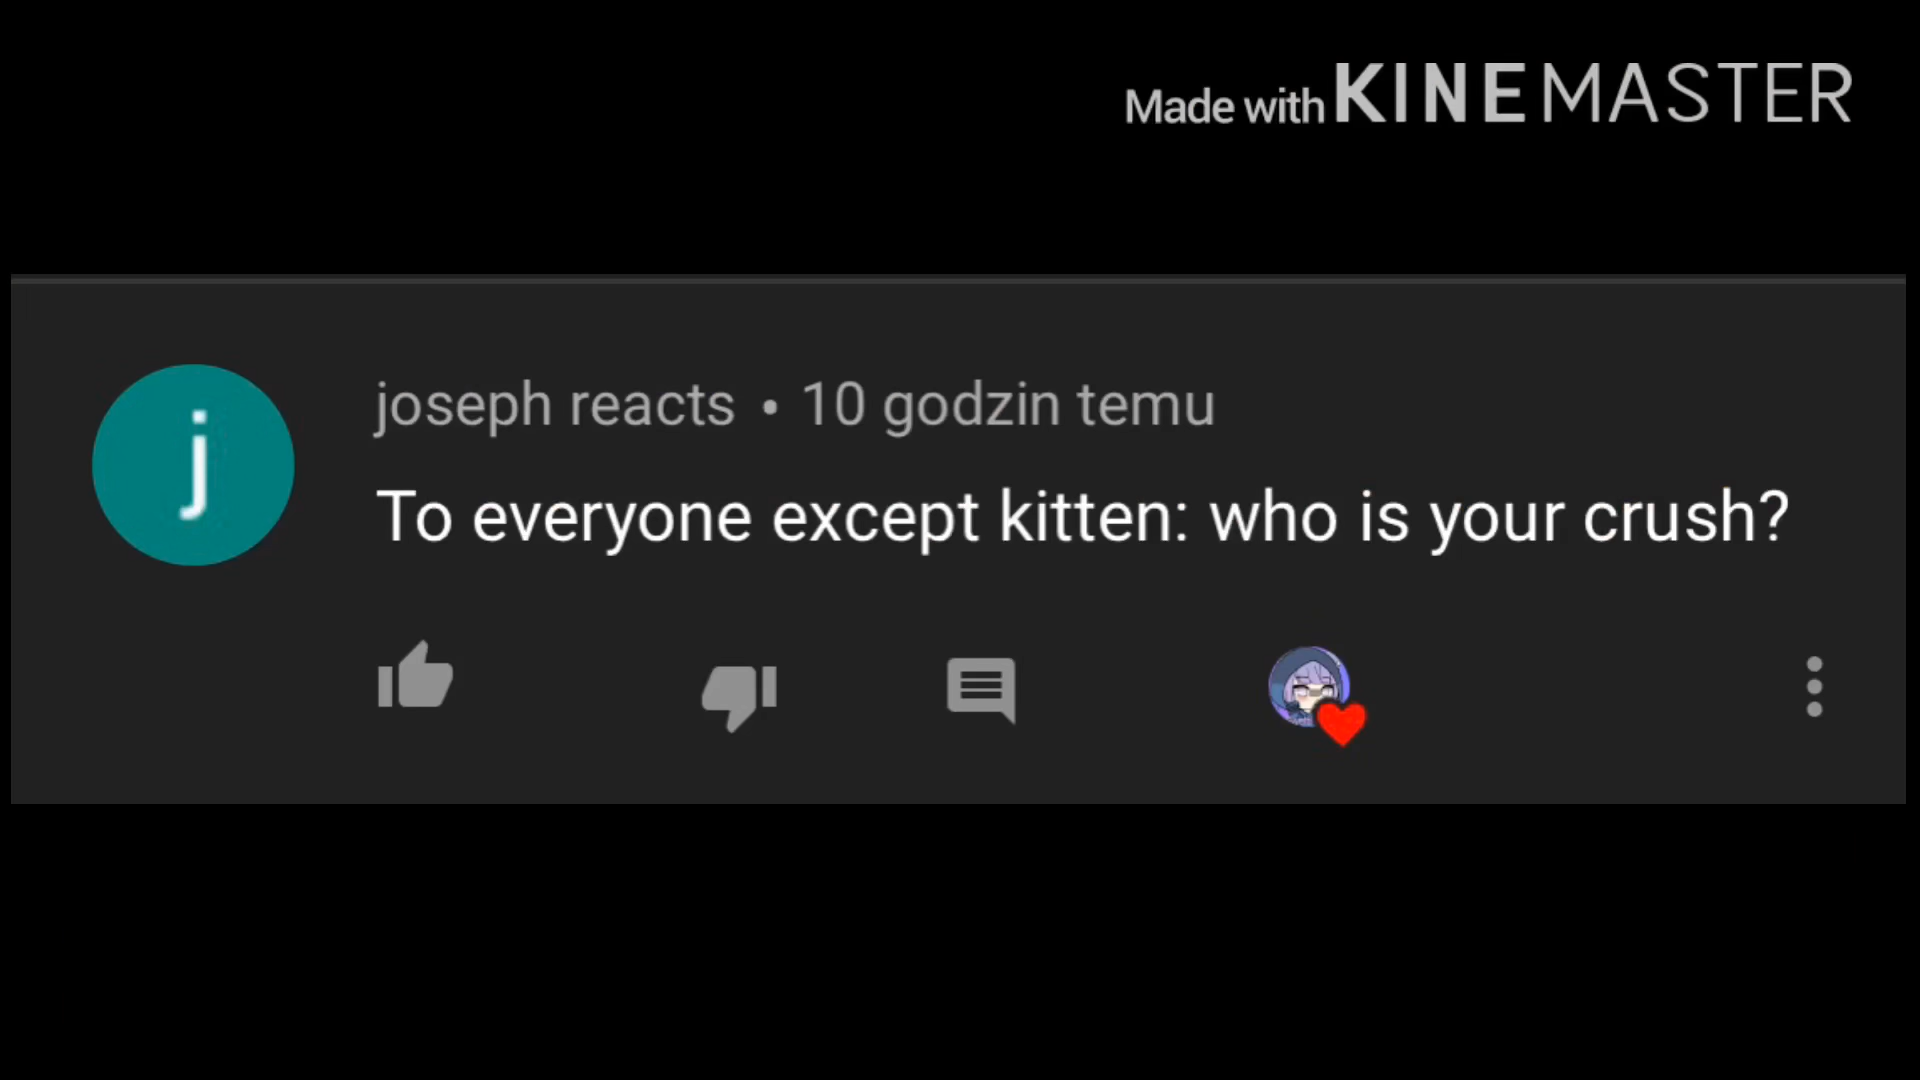 Made with KINEMASTER
j
joseph reacts • 10 godzin temu
To everyone except kitten: who is your crush?